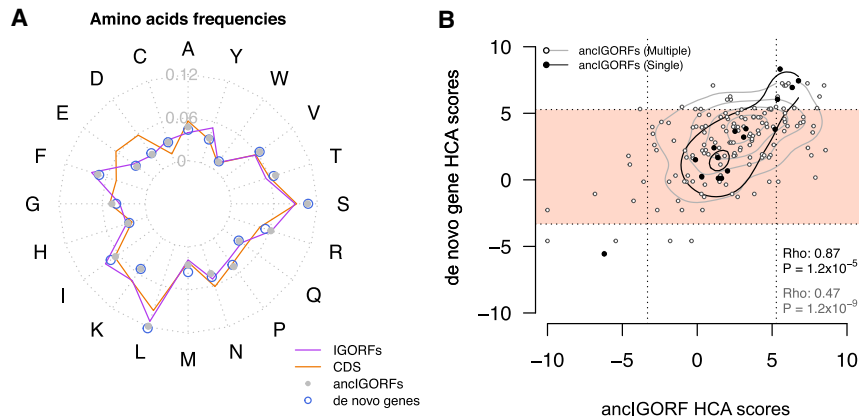 A
Amino acids frequencies
A
Y
W
V
T
S
R
Q
P
N
M
L
K
I
H
G
F
E
D
C
0.12
0.06
0
IGORFs
CDS
ancIGORFs
de novo genes
B
ancIGORFs (Multiple)
ancIGORFs (Single)
de novo gene HCA scores
10
5
0
−5
−10
Rho: 0.87
P = 1.2x10⁻⁵
Rho: 0.47
P = 1.2x10⁻⁹
−10
−5
0
5
10
ancIGORF HCA scores